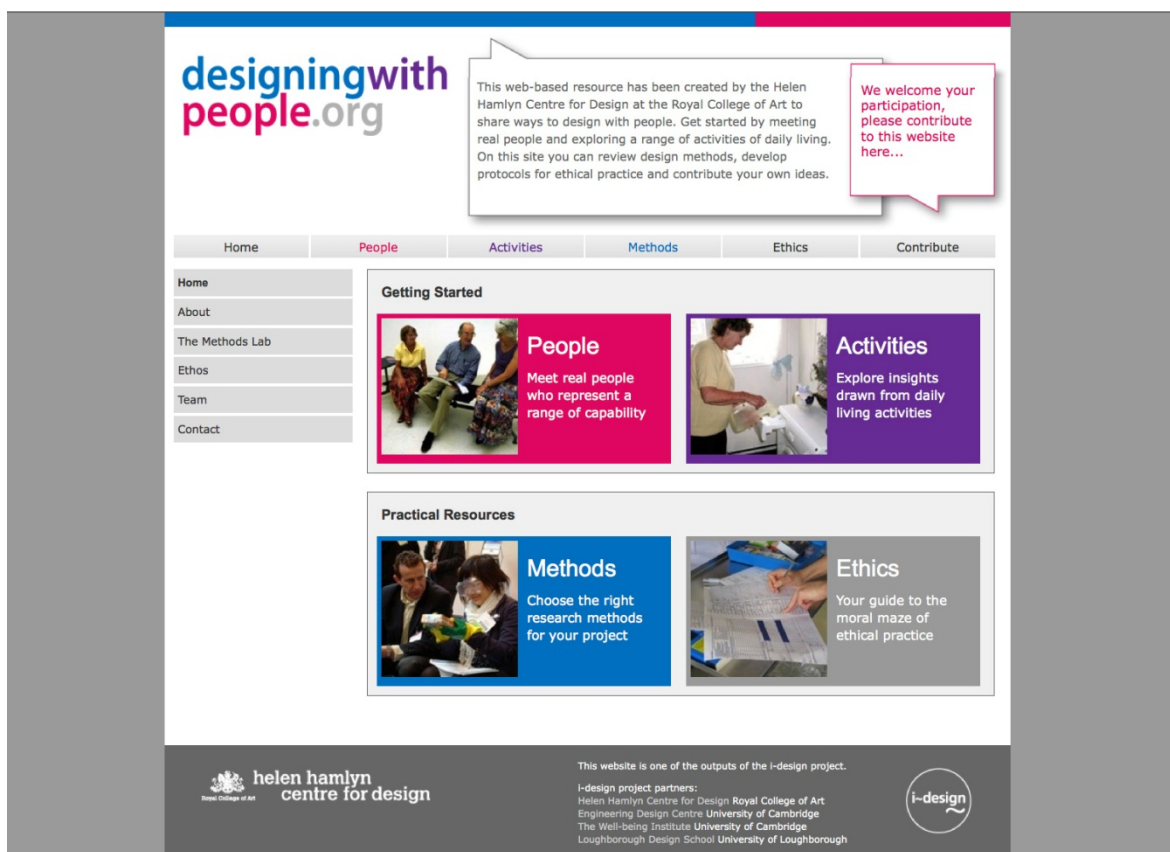 designingwith
people.org
This web-based resource has been created by the Helen
Hamlyn Centre for Design at the Royal College of Art to
share ways to design with people. Get started by meeting
real people and exploring a range of activities of daily living.
On this site you can review design methods, develop
protocols for ethical practice and contribute your own ideas.
We welcome your
participation,
please contribute
to this website
here...
Home People Activities Methods Ethics Contribute
Home
About
The Methods Lab
Ethos
Team
Contact
Getting Started
People
Meet real people
who represent a
range of capability
Activities
Explore insights
drawn from daily
living activities
Practical Resources
Methods
Choose the right
research methods
for your project
Ethics
Your guide to the
moral maze of
ethical practice
Royal College of Art
helen hamlyn
centre for design
This website is one of the outputs of the i-design project.
i-design project partners:
Helen Hamlyn Centre for Design Royal College of Art
Engineering Design Centre University of Cambridge
The Well-being Institute University of Cambridge
Loughborough Design School University of Loughborough
i~design